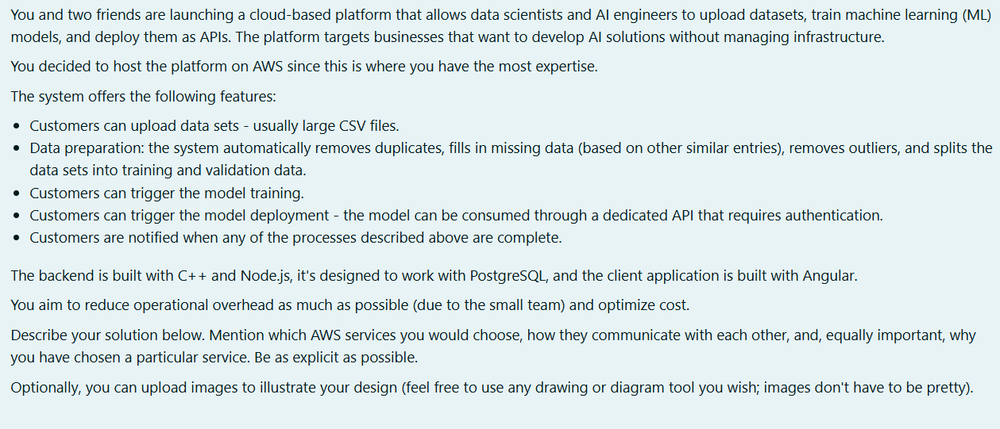 You and two friends are launching a cloud-based platform that allows data scientists and AI engineers to upload datasets, train machine learning (ML)
models, and deploy them as APIs. The platform targets businesses that want to develop AI solutions without managing infrastructure.
You decided to host the platform on AWS since this is where you have the most expertise.
The system offers the following features:
• Customers can upload data sets - usually large CSV files.
• Data preparation: the system automatically removes duplicates, fills in missing data (based on other similar entries), removes outliers, and splits the
data sets into training and validation data.
• Customers can trigger the model training.
• Customers can trigger the model deployment - the model can be consumed through a dedicated API that requires authentication.
• Customers are notified when any of the processes described above are complete.
The backend is built with C++ and Node.js, it's designed to work with PostgreSQL, and the client application is built with Angular.
You aim to reduce operational overhead as much as possible (due to the small team) and optimize cost.
Describe your solution below. Mention which AWS services you would choose, how they communicate with each other, and, equally important, why
you have chosen a particular service. Be as explicit as possible.
Optionally, you can upload images to illustrate your design (feel free to use any drawing or diagram tool you wish; images don't have to be pretty).